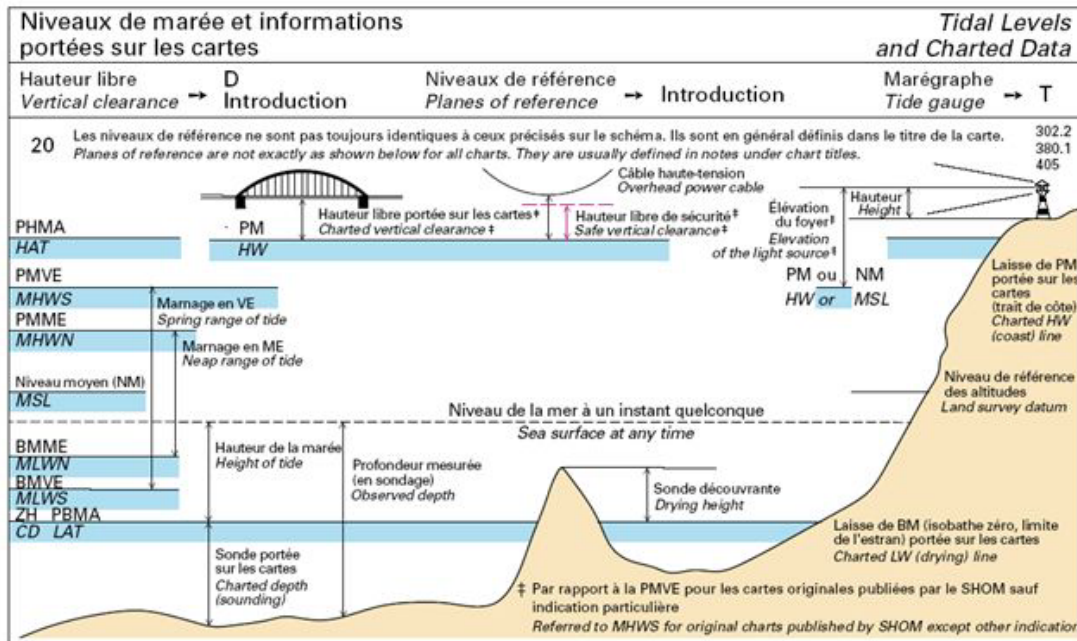 Niveaux de marée et informations
portées sur les cartes
Tidal Levels
and Charted Data
Hauteur libre
Vertical clearance → D
Introduction
Niveaux de référence
Planes of reference → Introduction
Marégraphe
Tide gauge → T
20
Les niveaux de référence ne sont pas toujours identiques à ceux précisés sur le schéma. Ils sont en général définis dans le titre de la carte.
Planes of reference are not exactly as shown below for all charts. They are usually defined in notes under chart titles.
302.2
380.1
405
Câble haute-tension
Overhead power cable
Hauteur libre portée sur les cartes‡
Charted vertical clearance ‡
Hauteur libre de sécurité‡
Safe vertical clearance‡
Hauteur
Height
Élévation
du foyer‡
Elevation
of the light source‡
PHMA
HAT
PM
HW
PM ou NM
HW or MSL
PMVE
MHWS
Marnage en VE
Spring range of tide
PMME
MHWN
Marnage en ME
Neap range of tide
Laisse de PM
portée sur les
cartes
(trait de côte)
Charted HW
(coast) line
Niveau moyen (NM)
MSL
Niveau de référence
des altitudes
Land survey datum
Niveau de la mer à un instant quelconque
Sea surface at any time
BMME
MLWN
BMVE
MLWS
ZH PBMA
CD LAT
Hauteur de la marée
Height of tide
Profondeur mesurée
(en sondage)
Observed depth
Sonde découvrante
Drying height
Sonde portée
sur les cartes
Charted depth
(sounding)
Laisse de BM (isobathe zéro, limite
de l'estran) portée sur les cartes
Charted LW (drying) line
‡ Par rapport à la PMVE pour les cartes originales publiées par le SHOM sauf
indication particulière
Referred to MHWS for original charts published by SHOM except other indication